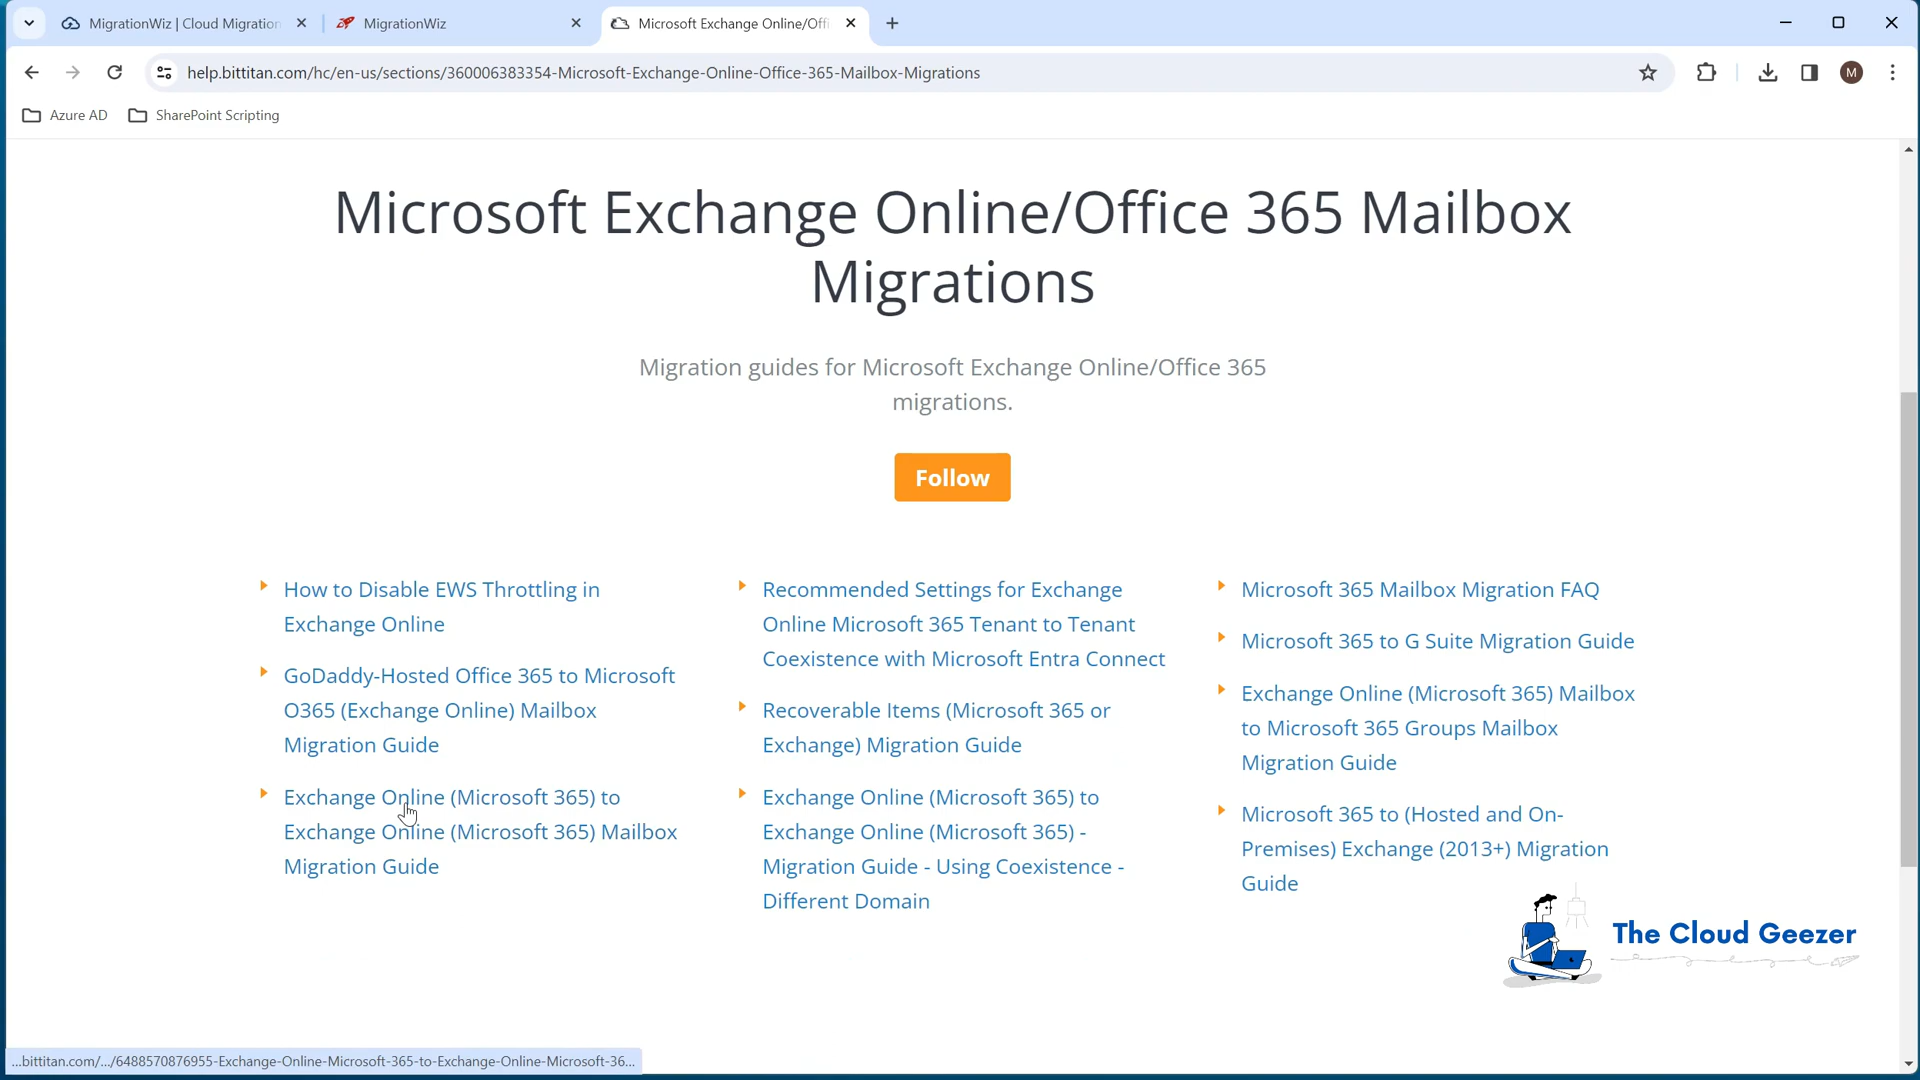 MigrationWiz | Cloud Migration
MigrationWiz
Microsoft Exchange Online/Offi
help.bittitan.com/hc/en-us/sections/360006383354-Microsoft-Exchange-Online-Office-365-Mailbox-Migrations
M
Azure AD
SharePoint Scripting
Microsoft Exchange Online/Office 365 Mailbox
Migrations
Migration guides for Microsoft Exchange Online/Office 365
migrations.
Follow
How to Disable EWS Throttling in
Exchange Online
GoDaddy-Hosted Office 365 to Microsoft
O365 (Exchange Online) Mailbox
Migration Guide
Exchange Online (Microsoft 365) to
Exchange Online (Microsoft 365) Mailbox
Migration Guide
Recommended Settings for Exchange
Online Microsoft 365 Tenant to Tenant
Coexistence with Microsoft Entra Connect
Recoverable Items (Microsoft 365 or
Exchange) Migration Guide
Exchange Online (Microsoft 365) to
Exchange Online (Microsoft 365) -
Migration Guide - Using Coexistence -
Different Domain
Microsoft 365 Mailbox Migration FAQ
Microsoft 365 to G Suite Migration Guide
Exchange Online (Microsoft 365) Mailbox
to Microsoft 365 Groups Mailbox
Migration Guide
Microsoft 365 to (Hosted and On-
Premises) Exchange (2013+) Migration
Guide
The Cloud Geezer
...bittitan.com/.../6488570876955-Exchange-Online-Microsoft-365-to-Exchange-Online-Microsoft-36...